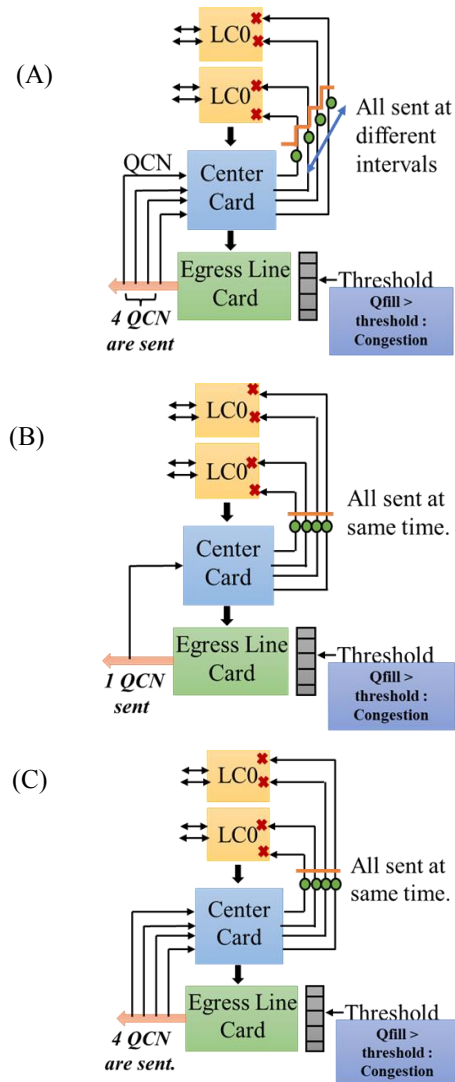 (A)
LC0
LC0
All sent at
different
intervals
QCN
Center
Card
Egress Line
Card
Threshold
4 QCN
are sent
Qfill >
threshold :
Congestion
(B)
LC0
LC0
All sent at
same time.
Center
Card
Egress Line
Card
Threshold
1 QCN
sent
Qfill >
threshold :
Congestion
(C)
LC0
LC0
All sent at
same time.
Center
Card
Egress Line
Card
Threshold
4 QCN
are sent.
Qfill >
threshold :
Congestion